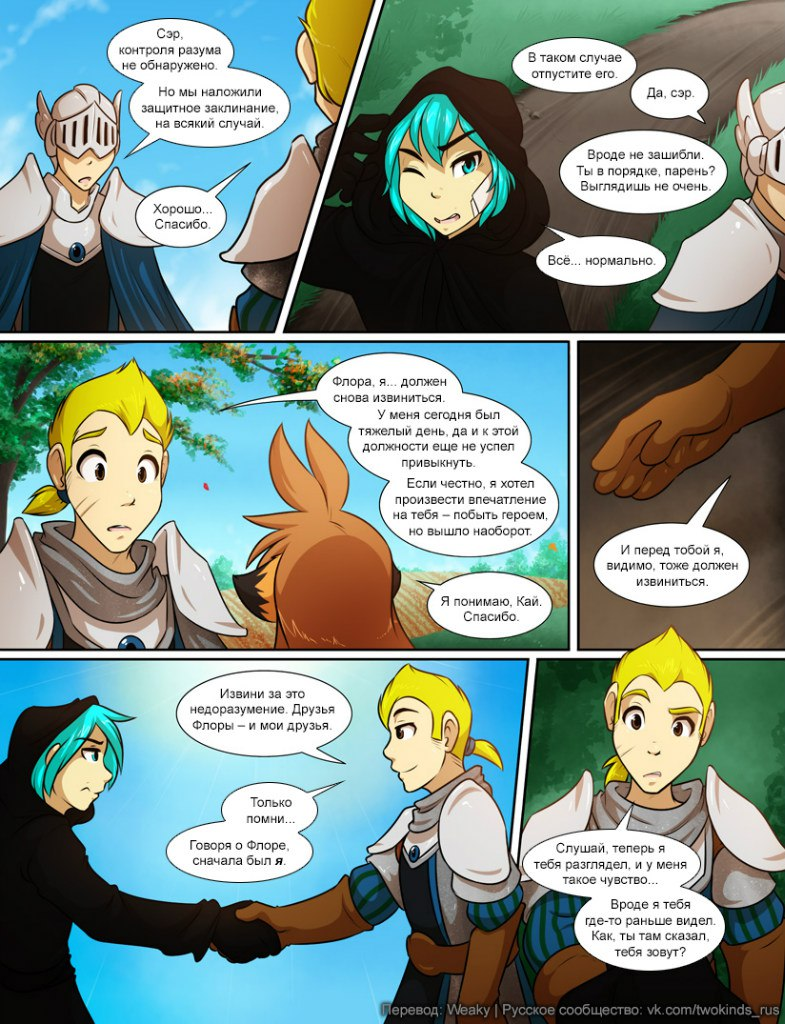 Сэр,
контроля разума
не обнаружено.
Но мы наложили
защитное заклинание,
на всякий случай.
Хорошо...
Спасибо.
В таком случае
отпустите его.
Да, сэр.
Вроде не зашибли.
Ты в порядке, парень?
Выглядишь не очень.
Всё... нормально.
Флора, я... должен
снова извиниться.
У меня сегодня был
тяжелый день, да и к этой
должности еще не успел
привыкнуть.
Если честно, я хотел
произвести впечатление
на тебя – побыть героем,
но вышло наоборот.
Я понимаю, Кай.
Спасибо.
И перед тобой я,
видимо, тоже должен
извиниться.
Извини за это
недоразумение. Друзья
Флоры – и мои друзья.
Только
помни...
Говоря о Флоре,
сначала был я.
Слушай, теперь я
тебя разглядел, и у меня
такое чувство...
Вроде я тебя
где-то раньше видел.
Как, ты там сказал,
тебя зовут?
Перевод: Weaky | Русское сообщество: vk.com/twokinds_rus